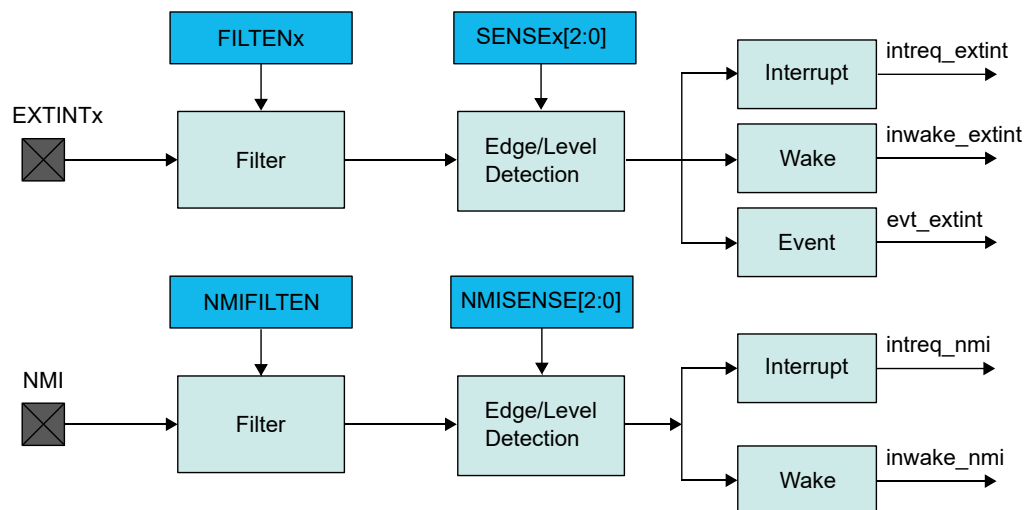 FILTENx
SENSEx[2:0]
EXTINTx
Filter
Edge/Level
Detection
Interrupt
intreq_extint
Wake
inwake_extint
Event
evt_extint
NMIFILTEN
NMISENSE[2:0]
NMI
Filter
Edge/Level
Detection
Interrupt
intreq_nmi
Wake
inwake_nmi